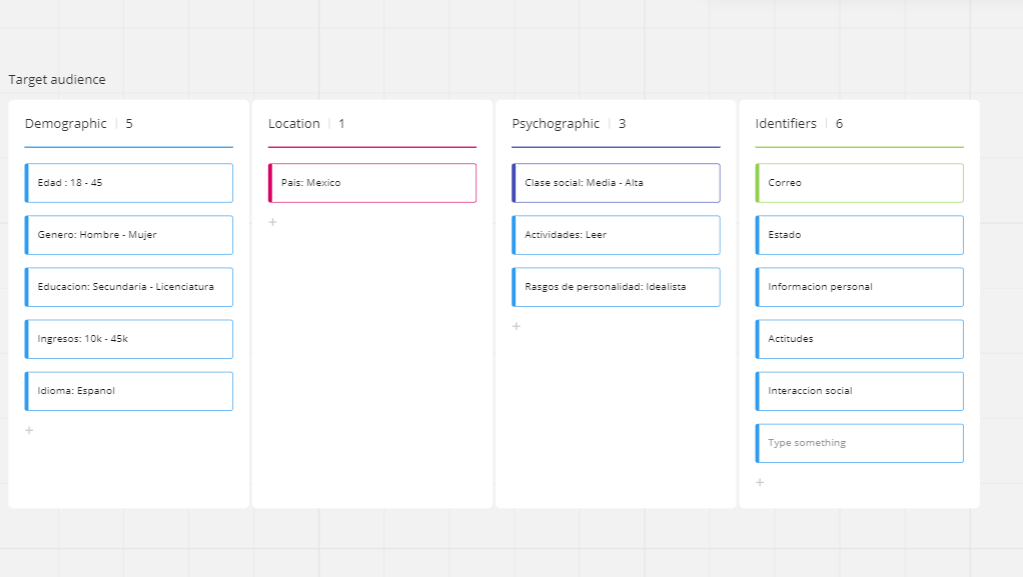 Target audience
Demographic | 5
Edad : 18 - 45
Genero: Hombre - Mujer
Educacion: Secundaria - Licenciatura
Ingresos: 10k - 45k
Idioma: Espanol
+
Location | 1
Pais: Mexico
+
Psychographic | 3
Clase social: Media - Alta
Actividades: Leer
Rasgos de personalidad: Idealista
+
Identifiers | 6
Correo
Estado
Informacion personal
Actitudes
Interaccion social
Type something
+